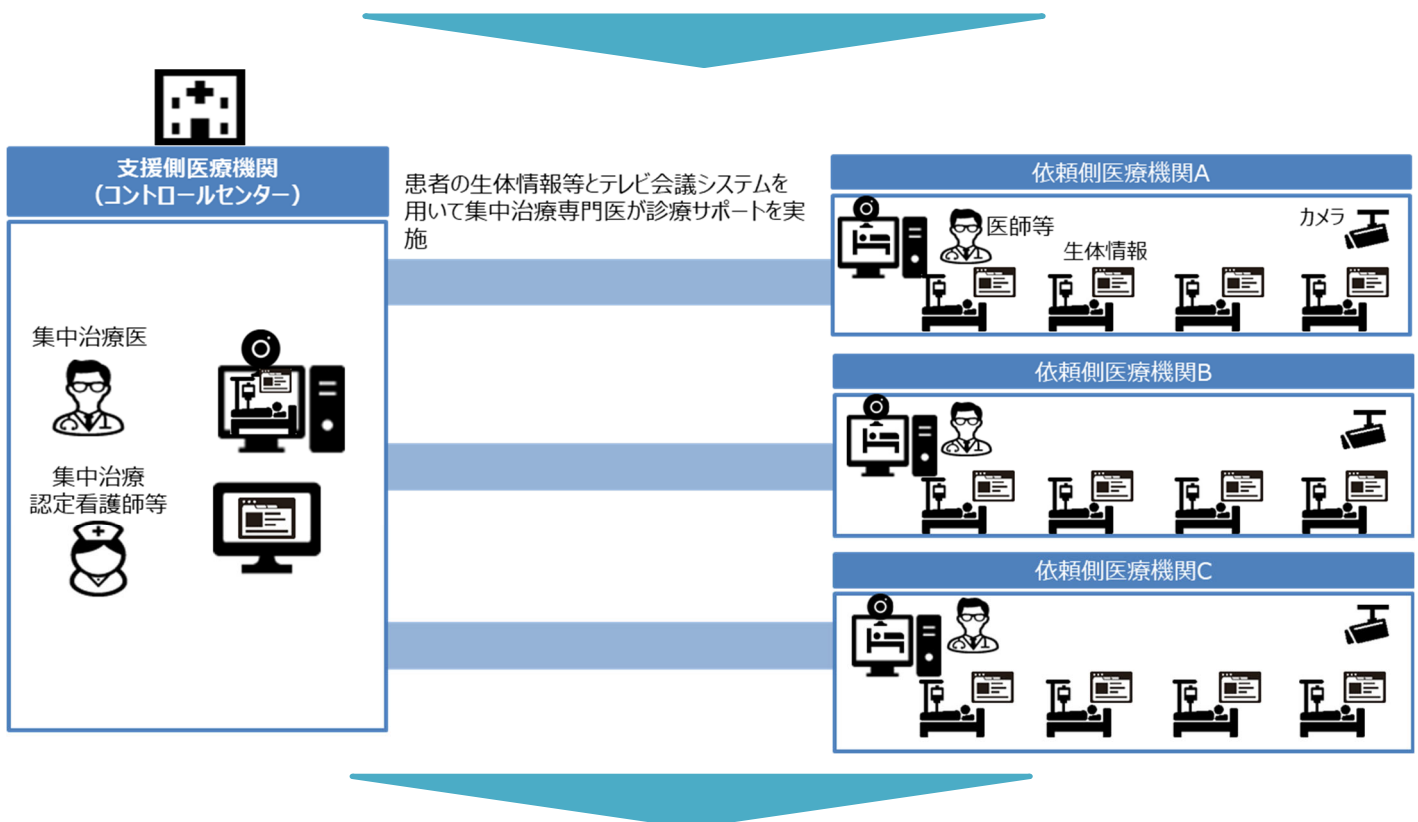 支援側医療機関
(コントロールセンター)
患者の生体情報等とテレビ会議システムを
用いて集中治療専門医が診療サポートを実
施
集中治療医
集中治療
認定看護師等
依頼側医療機関A
医師等
カメラ
生体情報
依頼側医療機関B
依頼側医療機関C